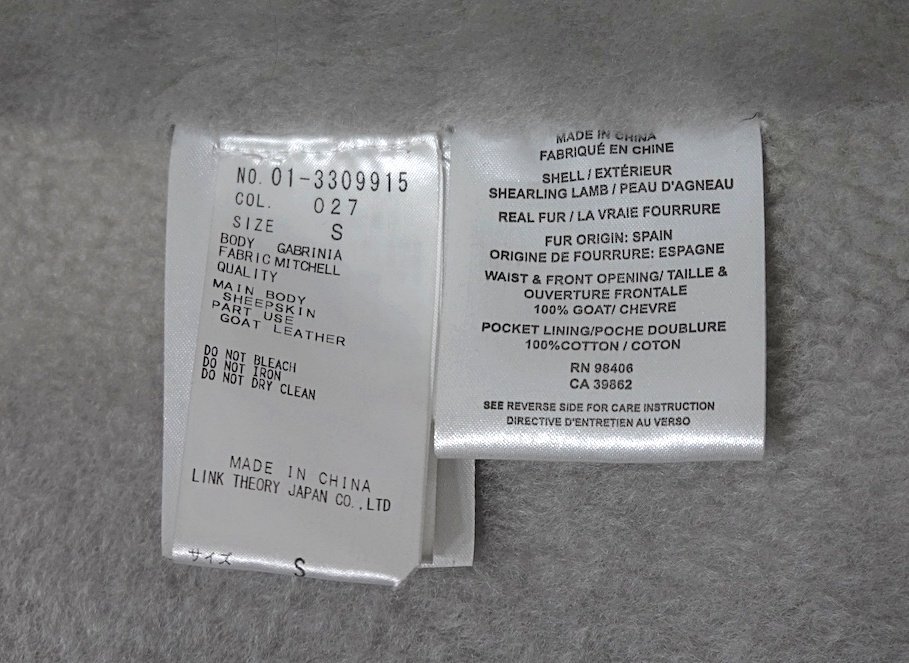 NO. 01-3309915
COL. 027
SIZE S
BODY GABRINIA
FABRIC MITCHELL
QUALITY
MAIN BODY
SHEEPSKIN
PART USE
GOAT LEATHER
DO NOT BLEACH
DO NOT IRON
DO NOT DRY CLEAN
MADE IN CHINA
LINK THEORY JAPAN CO.,LTD
サイズ S
MADE IN CHINA
FABRIQUÉ EN CHINE
SHELL / EXTÉRIEUR
SHEARLING LAMB / PEAU D'AGNEAU
REAL FUR / LA VRAIE FOURRURE
FUR ORIGIN: SPAIN
ORIGINE DE FOURRURE: ESPAGNE
WAIST & FRONT OPENING/ TAILLE &
OUVERTURE FRONTALE
100% GOAT/ CHEVRE
POCKET LINING/POCHE DOUBLURE
100%COTTON / COTON
RN 98406
CA 39862
SEE REVERSE SIDE FOR CARE INSTRUCTION
DIRECTIVE D'ENTRETIEN AU VERSO